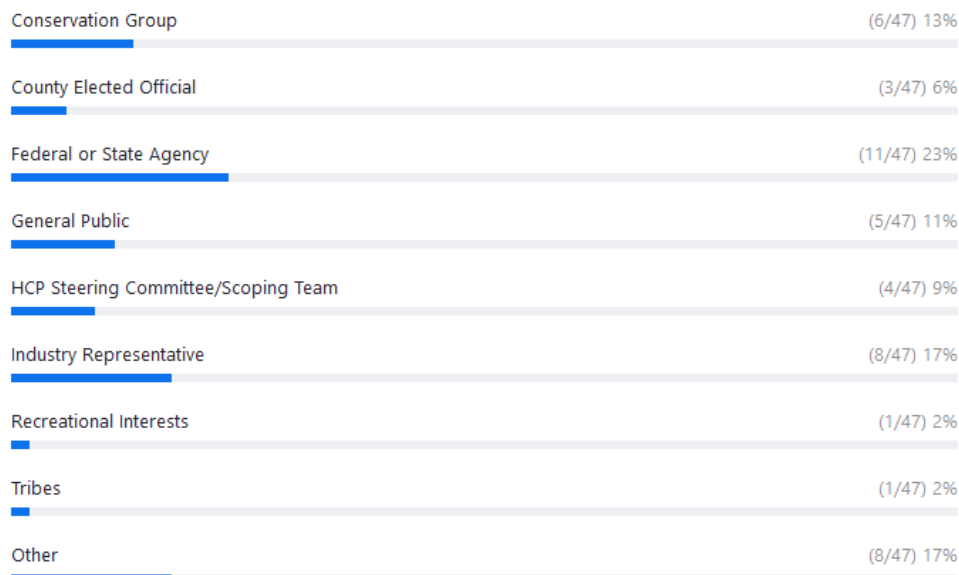 Conservation Group (6/47) 13%
County Elected Official (3/47) 6%
Federal or State Agency (11/47) 23%
General Public (5/47) 11%
HCP Steering Committee/Scoping Team (4/47) 9%
Industry Representative (8/47) 17%
Recreational Interests (1/47) 2%
Tribes (1/47) 2%
Other (8/47) 17%